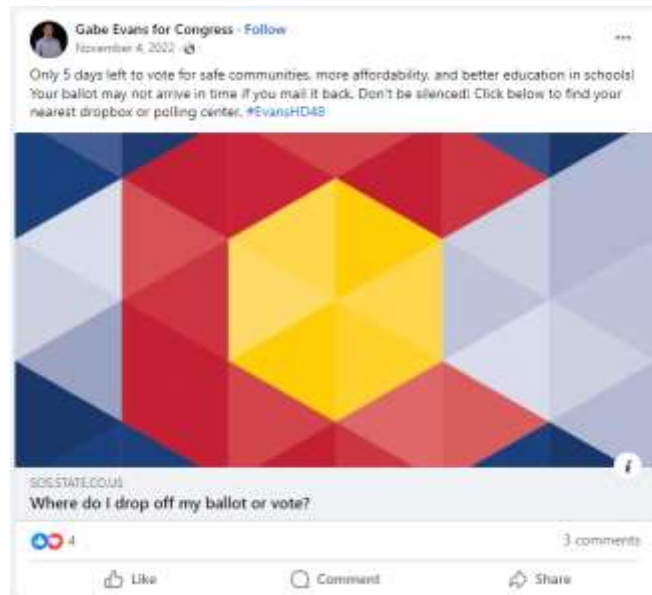 Gabe Evans for Congress · Follow
November 4, 2022 ·
Only 5 days left to vote for safe communities, more affordability, and better education in schools!
Your ballot may not arrive in time if you mail it back. Don't be silenced! Click below to find your
nearest dropbox or polling center. #EvansHD48
i
SOS.STATE.CO.US
Where do I drop off my ballot or vote?
4
3 comments
Like
Comment
Share